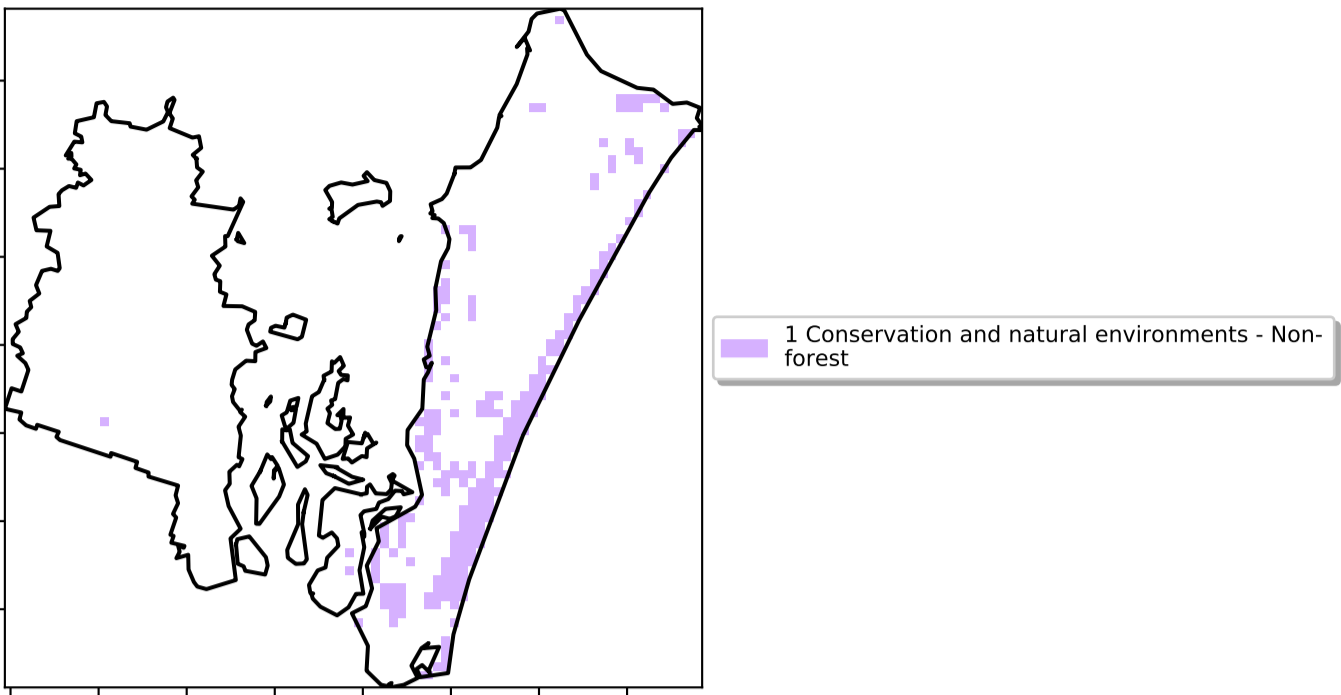 1 Conservation and natural environments - Non-
forest